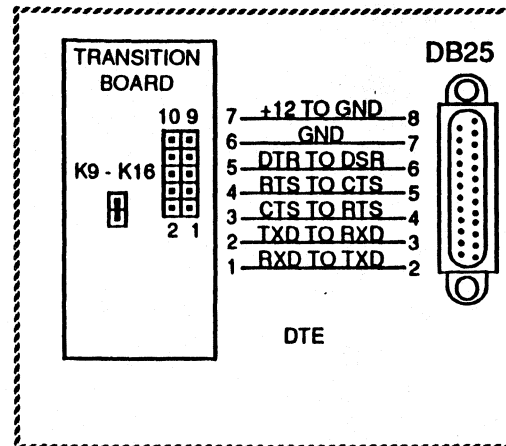 TRANSITION
BOARD
DB25
10 9
K9 - K16
2 1
7 +12 TO GND 8
6 GND 7
5 DTR TO DSR 6
4 RTS TO CTS 5
3 CTS TO RTS 4
2 TXD TO RXD 3
1 RXD TO TXD 2
DTE